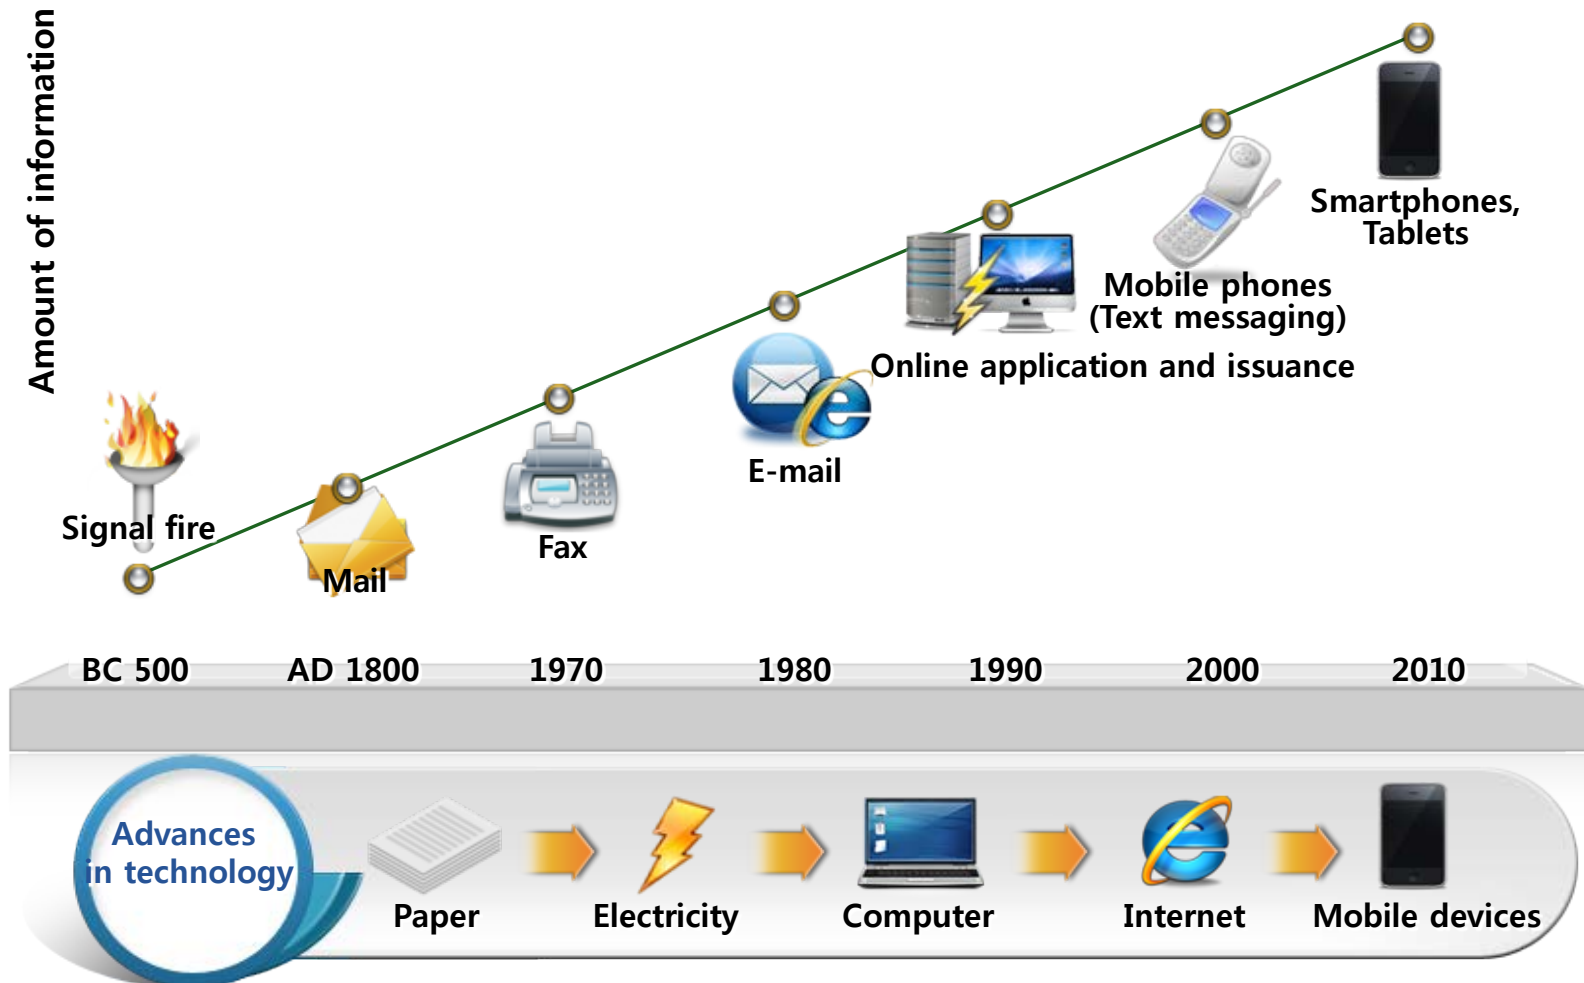 Amount of information
Smartphones,
Tablets
Mobile phones
(Text messaging)
Online application and issuance
E-mail
Signal fire
Fax
Mail
BC 500
AD 1800
1970
1980
1990
2000
2010
Advances
in technology
Paper
Electricity
Computer
Internet
Mobile devices